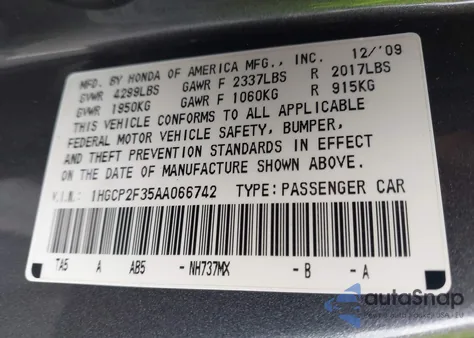 MFD. BY HONDA OF AMERICA MFG., INC. 12/'09
GVWR 4299LBS GAWR F 2337LBS R 2017LBS
GVWR 1950KG GAWR F 1060KG R 915KG
THIS VEHICLE CONFORMS TO ALL APPLICABLE
FEDERAL MOTOR VEHICLE SAFETY, BUMPER,
AND THEFT PREVENTION STANDARDS IN EFFECT
ON THE DATE OF MANUFACTURE SHOWN ABOVE.
V.I.N.: 1HGCP2F35AA066742 TYPE: PASSENGER CAR
TA5 A AB5 -NH737MX -B -A
autoSnap